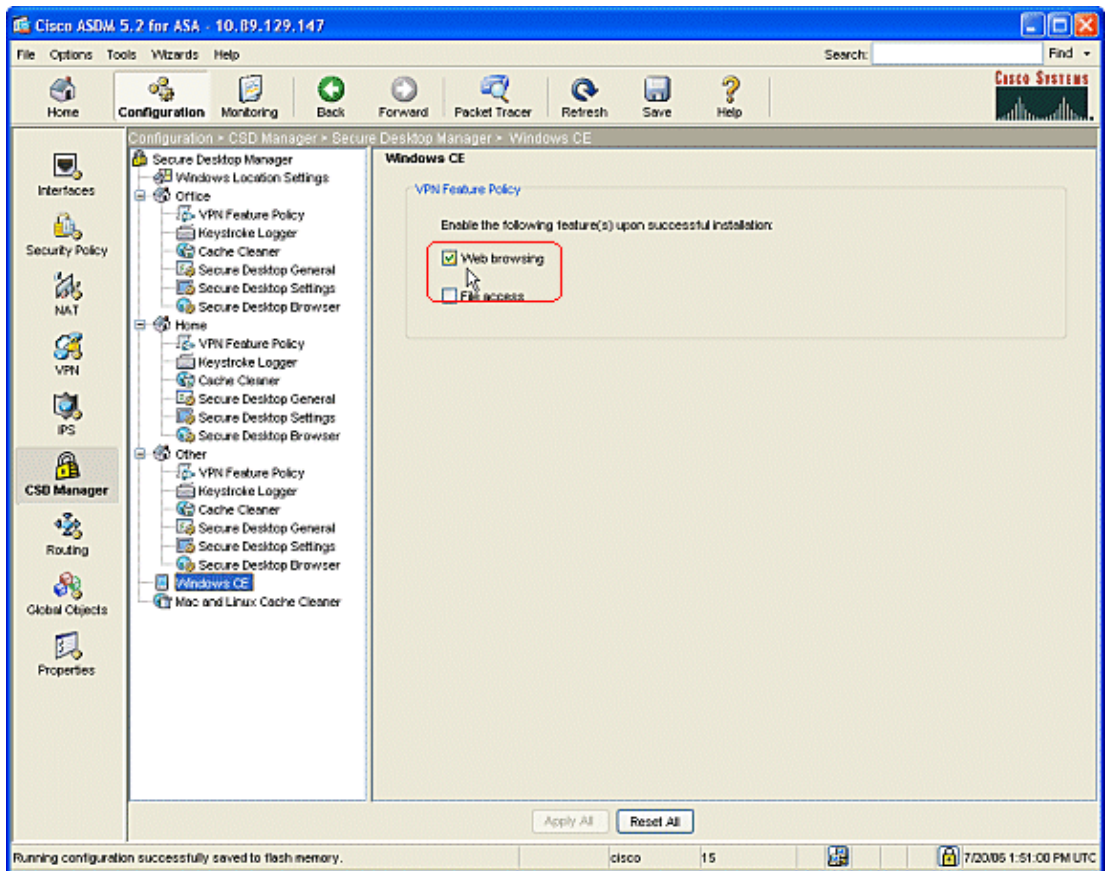 Cisco ASDM 5.2 for ASA - 10.89.129.147
File Options Tools Wizards Help Search: Find
Home Configuration Monitoring Back Forward Packet Tracer Refresh Save Help CISCO SYSTEMS
Configuration > CSD Manager > Secure Desktop Manager > Windows CE
Interfaces
Security Policy
NAT
VPN
IPS
CSD Manager
Routing
Global Objects
Properties
Secure Desktop Manager
Windows Location Settings
Office
VPN Feature Policy
Keystroke Logger
Cache Cleaner
Secure Desktop General
Secure Desktop Settings
Secure Desktop Browser
Home
VPN Feature Policy
Keystroke Logger
Cache Cleaner
Secure Desktop General
Secure Desktop Settings
Secure Desktop Browser
Other
VPN Feature Policy
Keystroke Logger
Cache Cleaner
Secure Desktop General
Secure Desktop Settings
Secure Desktop Browser
Windows CE
Mac and Linux Cache Cleaner
Windows CE
VPN Feature Policy
Enable the following feature(s) upon successful installation:
Web browsing
File access
Apply All Reset All
Running configuration successfully saved to flash memory. cisco 15 7/20/06 1:51:00 PM UTC